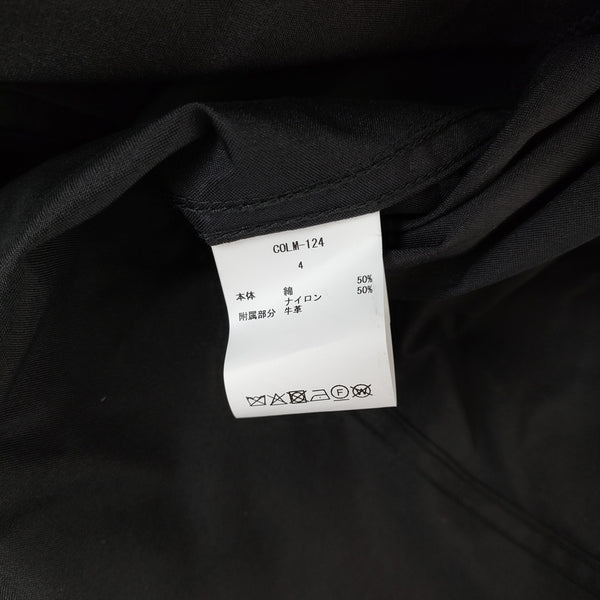 COLM-124
4
本体 綿 50%
ナイロン 50%
附属部分 牛革
F W